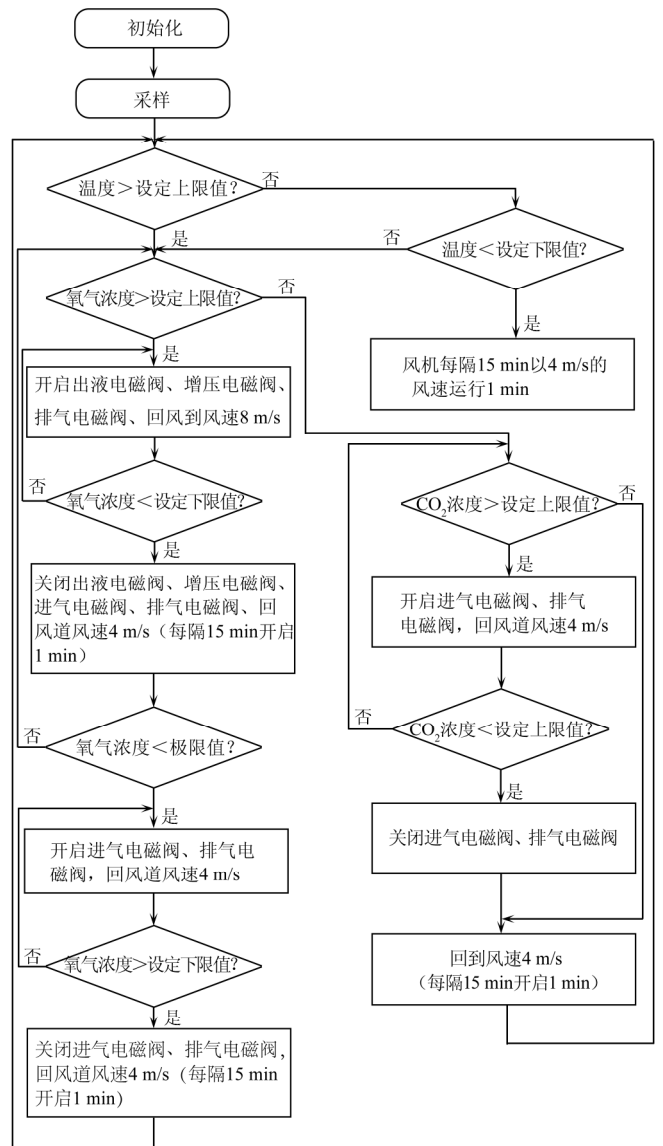 初始化
采样
温度＞设定上限值？
否
是
否
温度＜设定下限值？
氧气浓度＞设定上限值？
否
是
是
风机每隔15 min以4 m/s的
风速运行1 min
开启出液电磁阀、增压电磁阀、
排气电磁阀、回风到风速8 m/s
否
氧气浓度＜设定下限值？
是
CO₂浓度＞设定上限值？
否
是
关闭出液电磁阀、增压电磁阀、
进气电磁阀、排气电磁阀、回
风道风速4 m/s（每隔15 min开启
1 min）
开启进气电磁阀、排气
电磁阀，回风道风速4 m/s
否
氧气浓度＜极限值？
是
否
CO₂浓度＜设定上限值？
是
开启进气电磁阀、排气电
磁阀，回风道风速4 m/s
关闭进气电磁阀、排气电磁阀
否
氧气浓度＞设定下限值？
是
回到风速4 m/s
（每隔15 min开启1 min）
关闭进气电磁阀、排气电磁阀，
回风道风速4 m/s（每隔15 min
开启1 min）